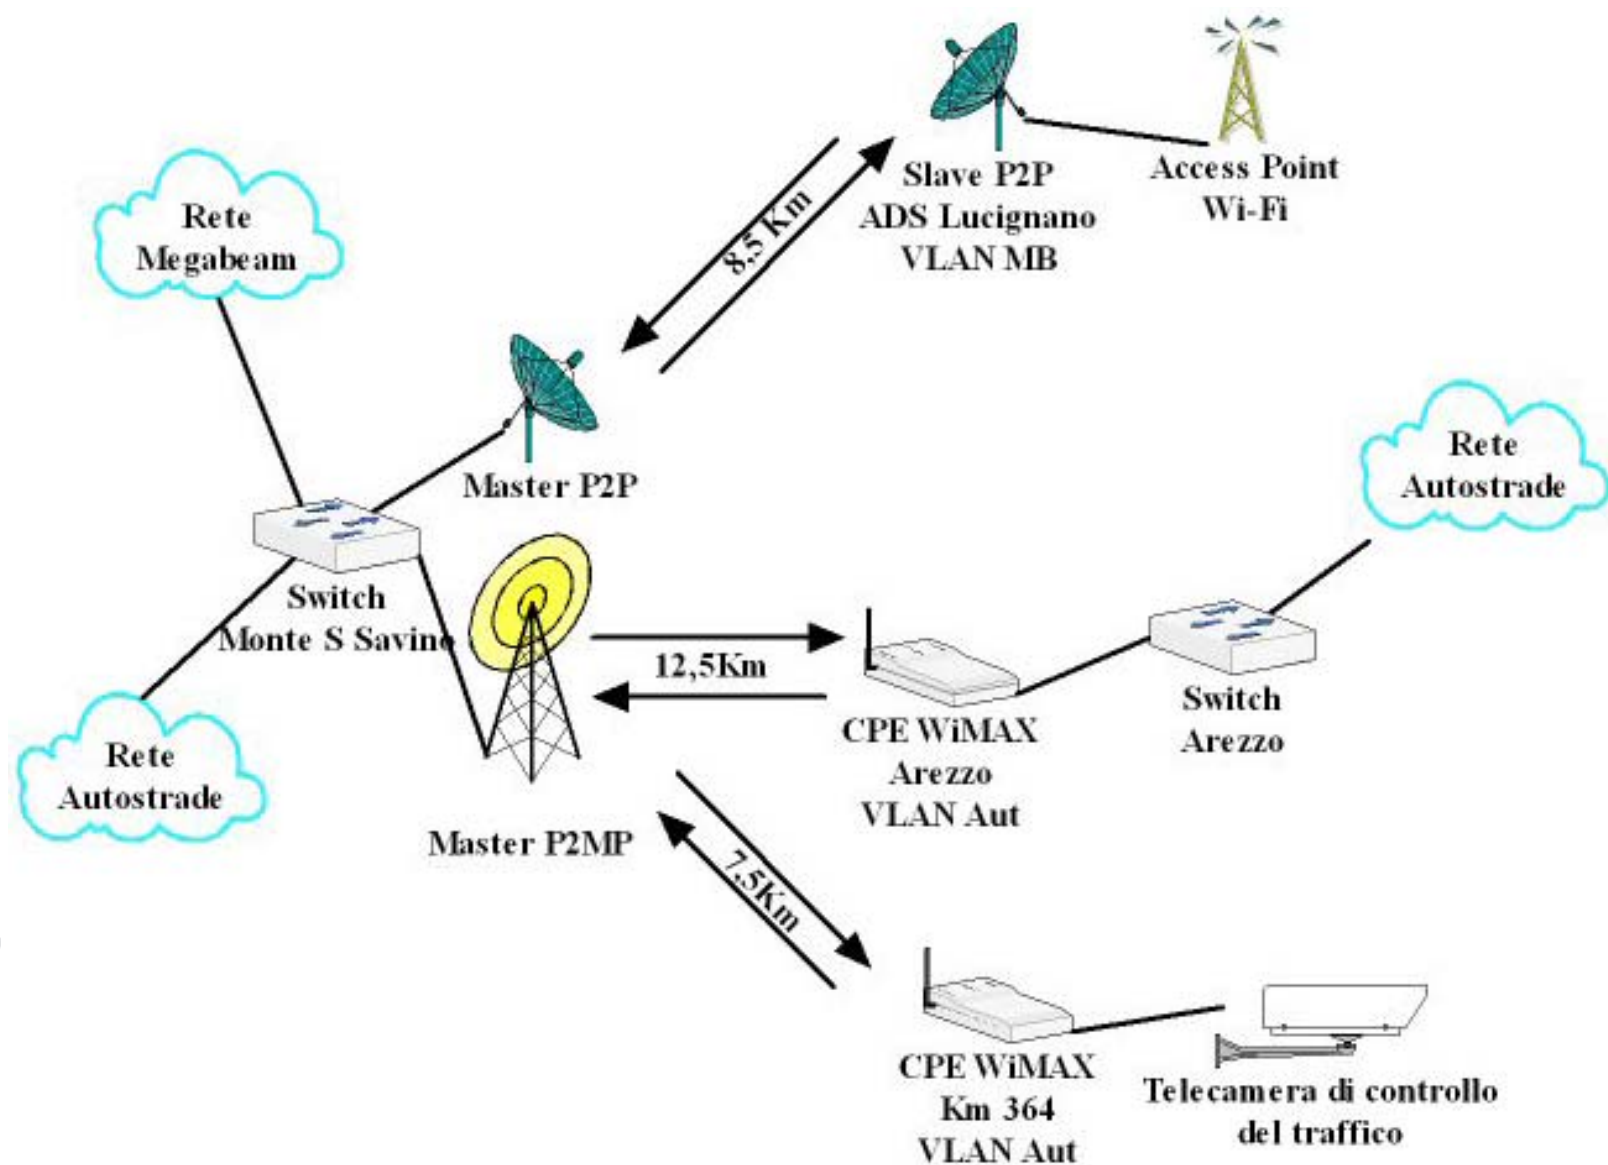 Slave P2P
ADS Lucignano
VLAN MB
Access Point
Wi-Fi
Rete
Megabeam
8,5 Km
Master P2P
Rete
Autostrade
Switch
Monte S Savino
12,5Km
CPE WiMAX
Arezzo
VLAN Aut
Switch
Arezzo
Rete
Autostrade
Master P2MP
7,5Km
CPE WiMAX
Km 364
VLAN Aut
Telecamera di controllo
del traffico